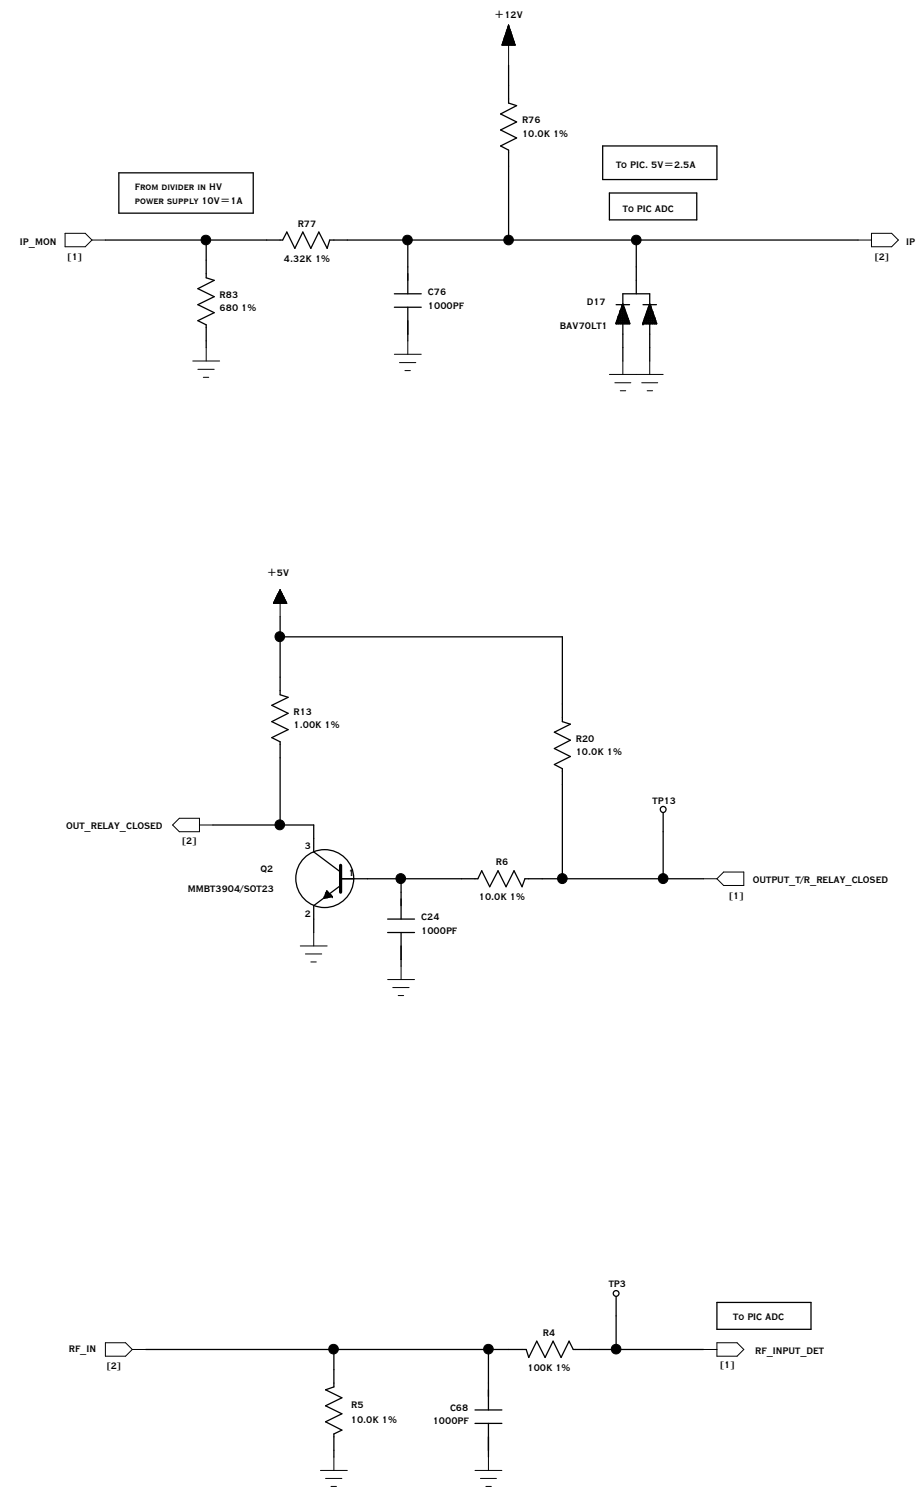 +12V
R76
10.0K 1%
To PIC. 5V=2.5A
From divider in HV
power supply 10V=1A
To PIC ADC
R77
IP_MON
IP
[1]
4.32K 1%
[2]
R83
680 1%
C76
1000PF
D17
BAV70LT1
+5V
R13
1.00K 1%
R20
10.0K 1%
TP13
OUT_RELAY_CLOSED
[2]
3
Q2
1
R6
MMBT3904/SOT23
OUTPUT_T/R_RELAY_CLOSED
10.0K 1%
[1]
2
C24
1000PF
TP3
To PIC ADC
R4
RF_IN
RF_INPUT_DET
[2]
100K 1%
[1]
R5
10.0K 1%
C68
1000PF